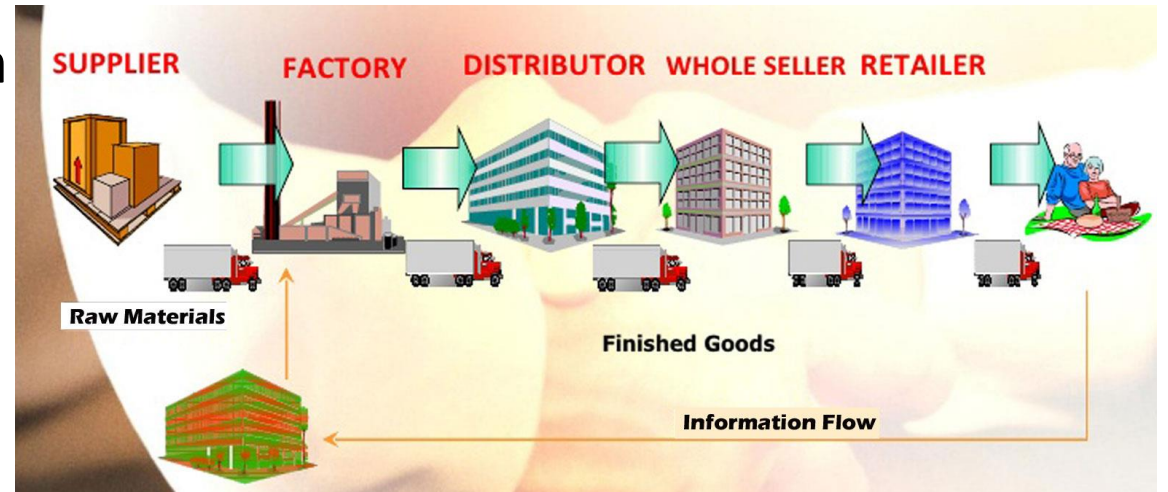 n
SUPPLIER
FACTORY
DISTRIBUTOR
WHOLE SELLER
RETAILER
Raw Materials
Finished Goods
Information Flow